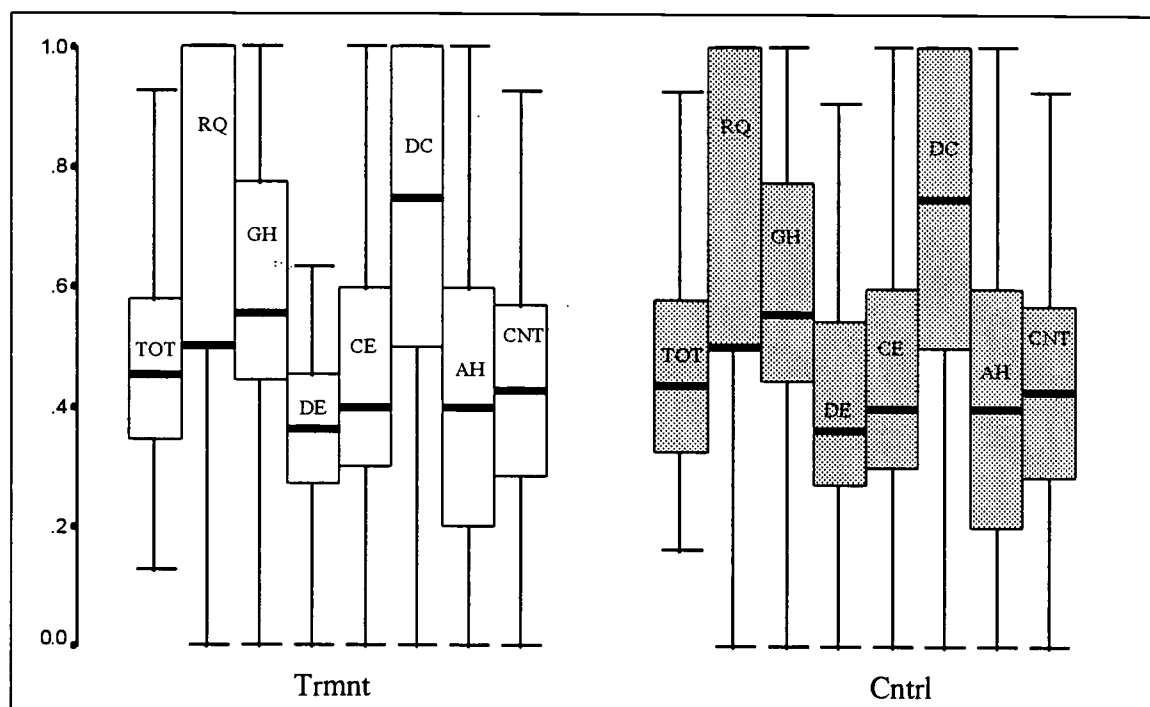 1.0
.8
.6
.4
.2
0.0
TOT
RQ
GH
DE
CE
DC
AH
CNT
TOT
RQ
GH
DE
CE
DC
AH
CNT
Trmnt
Cntrl